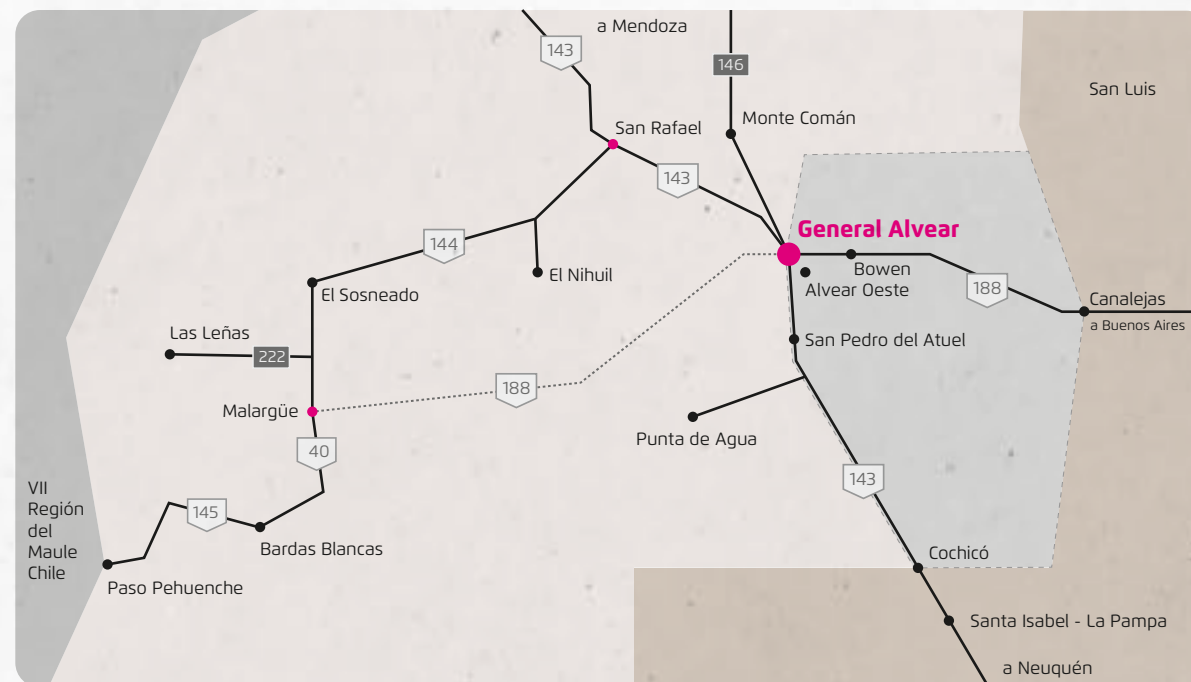 a Mendoza
143
146
San Luis
Monte Comán
San Rafael
143
General Alvear
144
El Nihuil
Bowen
Alvear Oeste
188
El Sosneado
Canalejas
a Buenos Aires
Las Leñas
222
San Pedro del Atuel
188
Malargüe
Punta de Agua
40
143
VII
Región
del
Maule
Chile
145
Bardas Blancas
Cochicó
Paso Pehuenche
Santa Isabel - La Pampa
a Neuquén